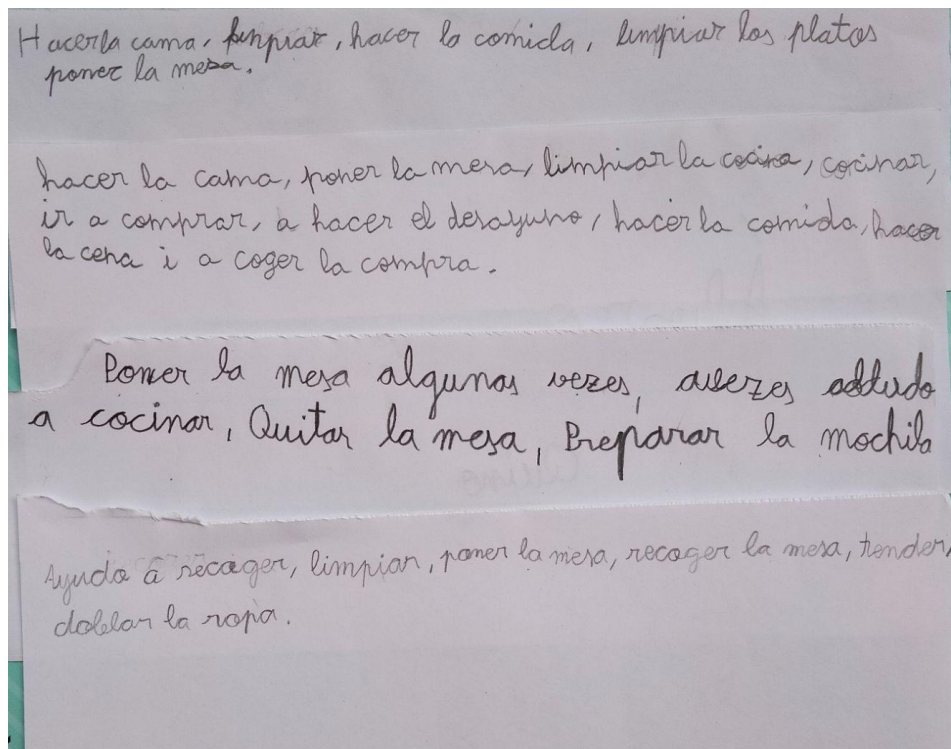 Hacer la cama, limpiar, hacer la comida, limpiar los platos
poner la mesa.
hacer la cama, poner la mesa, limpiar la cocina, cocinar,
ir a comprar, a hacer el desayuno, hacer la comida, hacer
la cena i a coger la compra.
Poner la mesa algunas vezes, avezes
a cocinar, Quitar la mesa, Preparar la mochila
Ayudo a recoger, limpiar, poner la mesa, recoger la mesa, tender,
doblar la ropa.